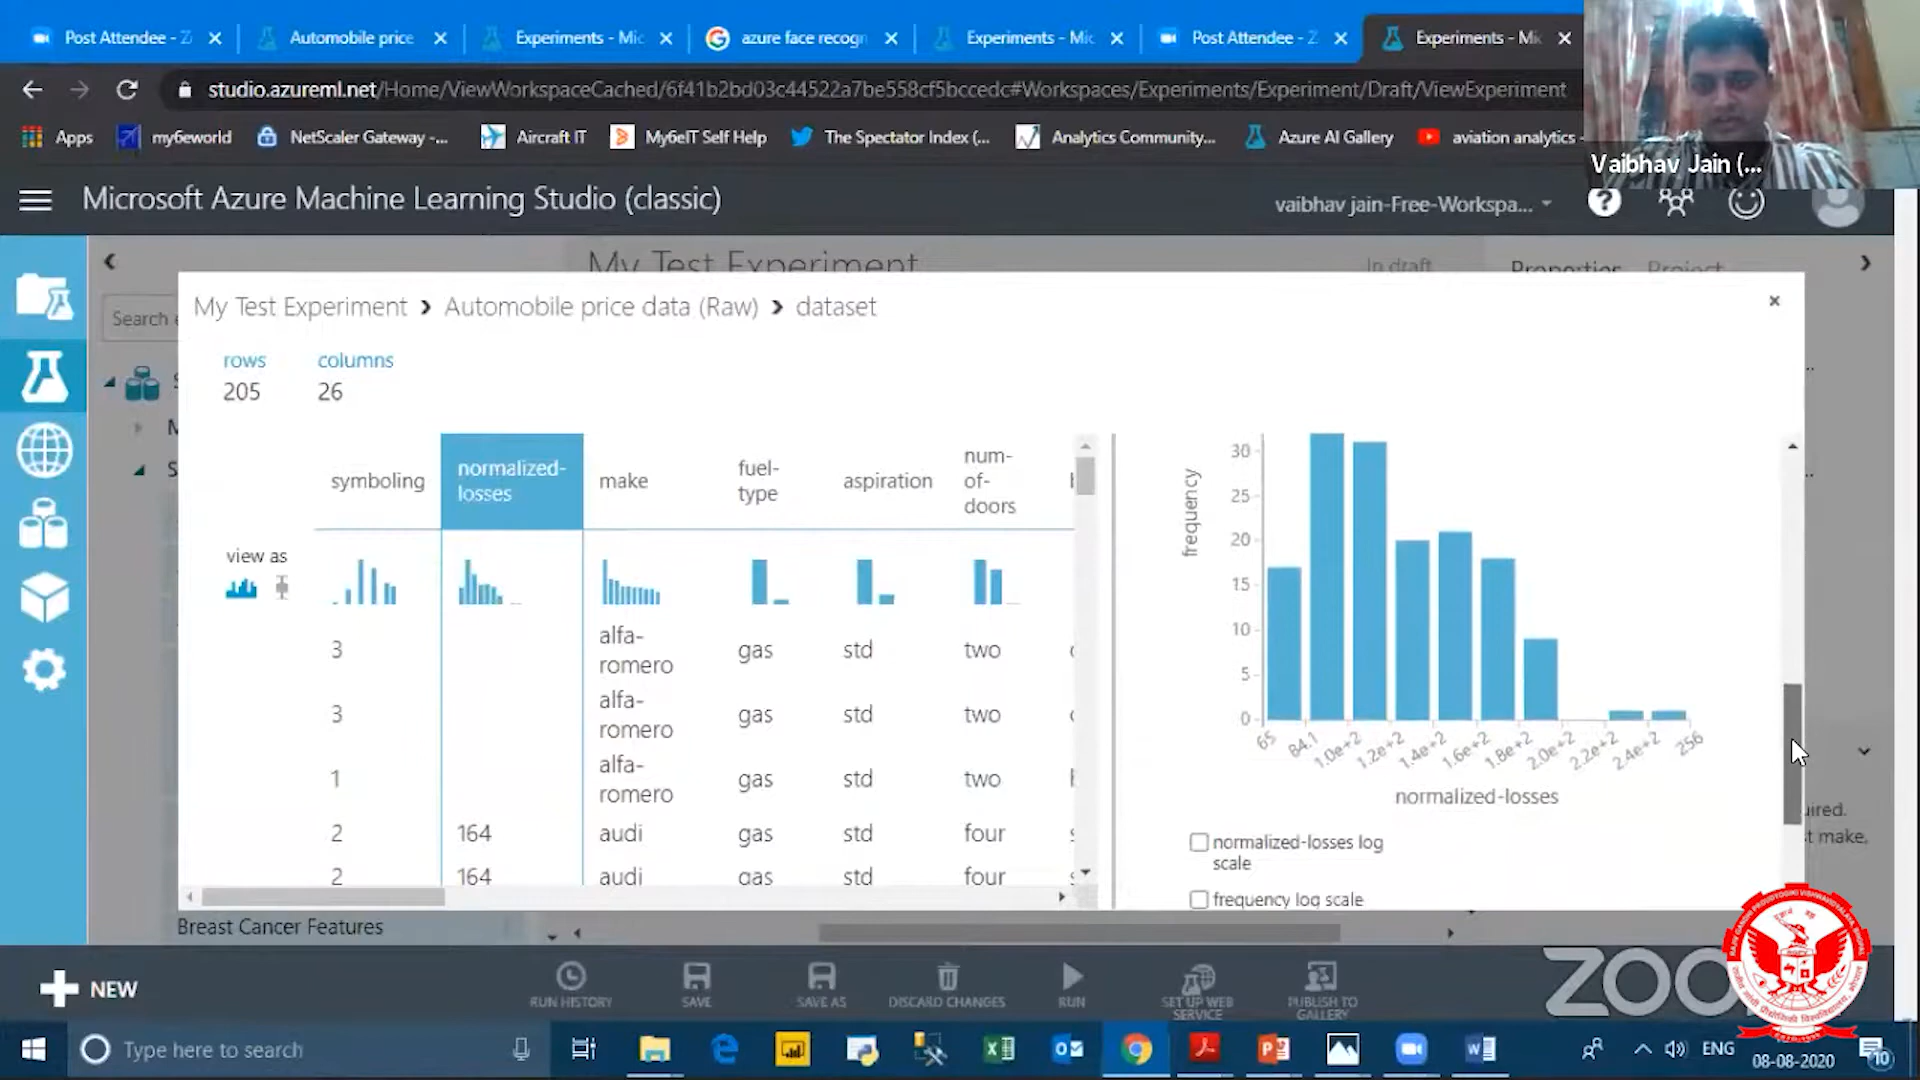 Post Attendee - Z
Automobile price
Experiments - Mic
azure face recogn
Experiments - Mic
Post Attendee - Z
Experiments - Mi
studio.azureml.net/Home/ViewWorkspaceCached/6f41b2bd03c44522a7be558cf5bccedc#Workspaces/Experiments/Experiment/Draft/ViewExperiment
Apps
my6eworld
NetScaler Gateway -...
Aircraft IT
My6eIT Self Help
The Spectator Index (...
Analytics Community...
Azure AI Gallery
aviation analytics -
Vaibhav Jain (...
Microsoft Azure Machine Learning Studio (classic)
vaibhav jain-Free-Workspa...
My Test Experiment
In draft
Properties Project
Search
My Test Experiment > Automobile price data (Raw) > dataset
rows
205
columns
26
symboling
normalized-
losses
make
fuel-
type
aspiration
num-
of-
doors
view as
3 alfa-romero gas std two
3 alfa-romero gas std two
1 alfa-romero gas std two
2 164 audi gas std four
2 164 audi gas std four
frequency
30
25
20
15
10
5
0
65 84.1 1.0e+2 1.2e+2 1.4e+2 1.6e+2 1.8e+2 2.0e+2 2.2e+2 2.4e+2 256
normalized-losses
normalized-losses log
scale
frequency log scale
t make,
Breast Cancer Features
NEW
RUN HISTORY
SAVE
SAVE AS
DISCARD CHANGES
RUN
SET UP WEB
SERVICE
PUBLISH TO
GALLERY
Type here to search
ENG
08-08-2020
10